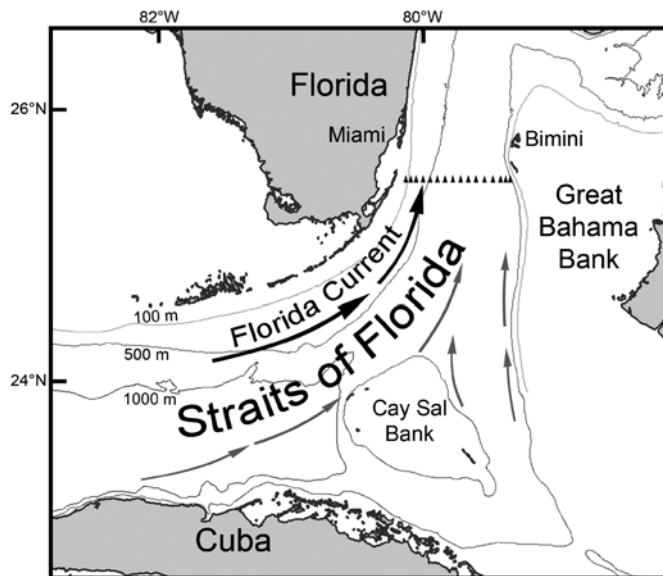 82°W
80°W
26°N
Florida
Miami
Bimini
Great
Bahama
Bank
Florida Current
Straits of Florida
100 m
500 m
24°N
1000 m
Cay Sal
Bank
Cuba